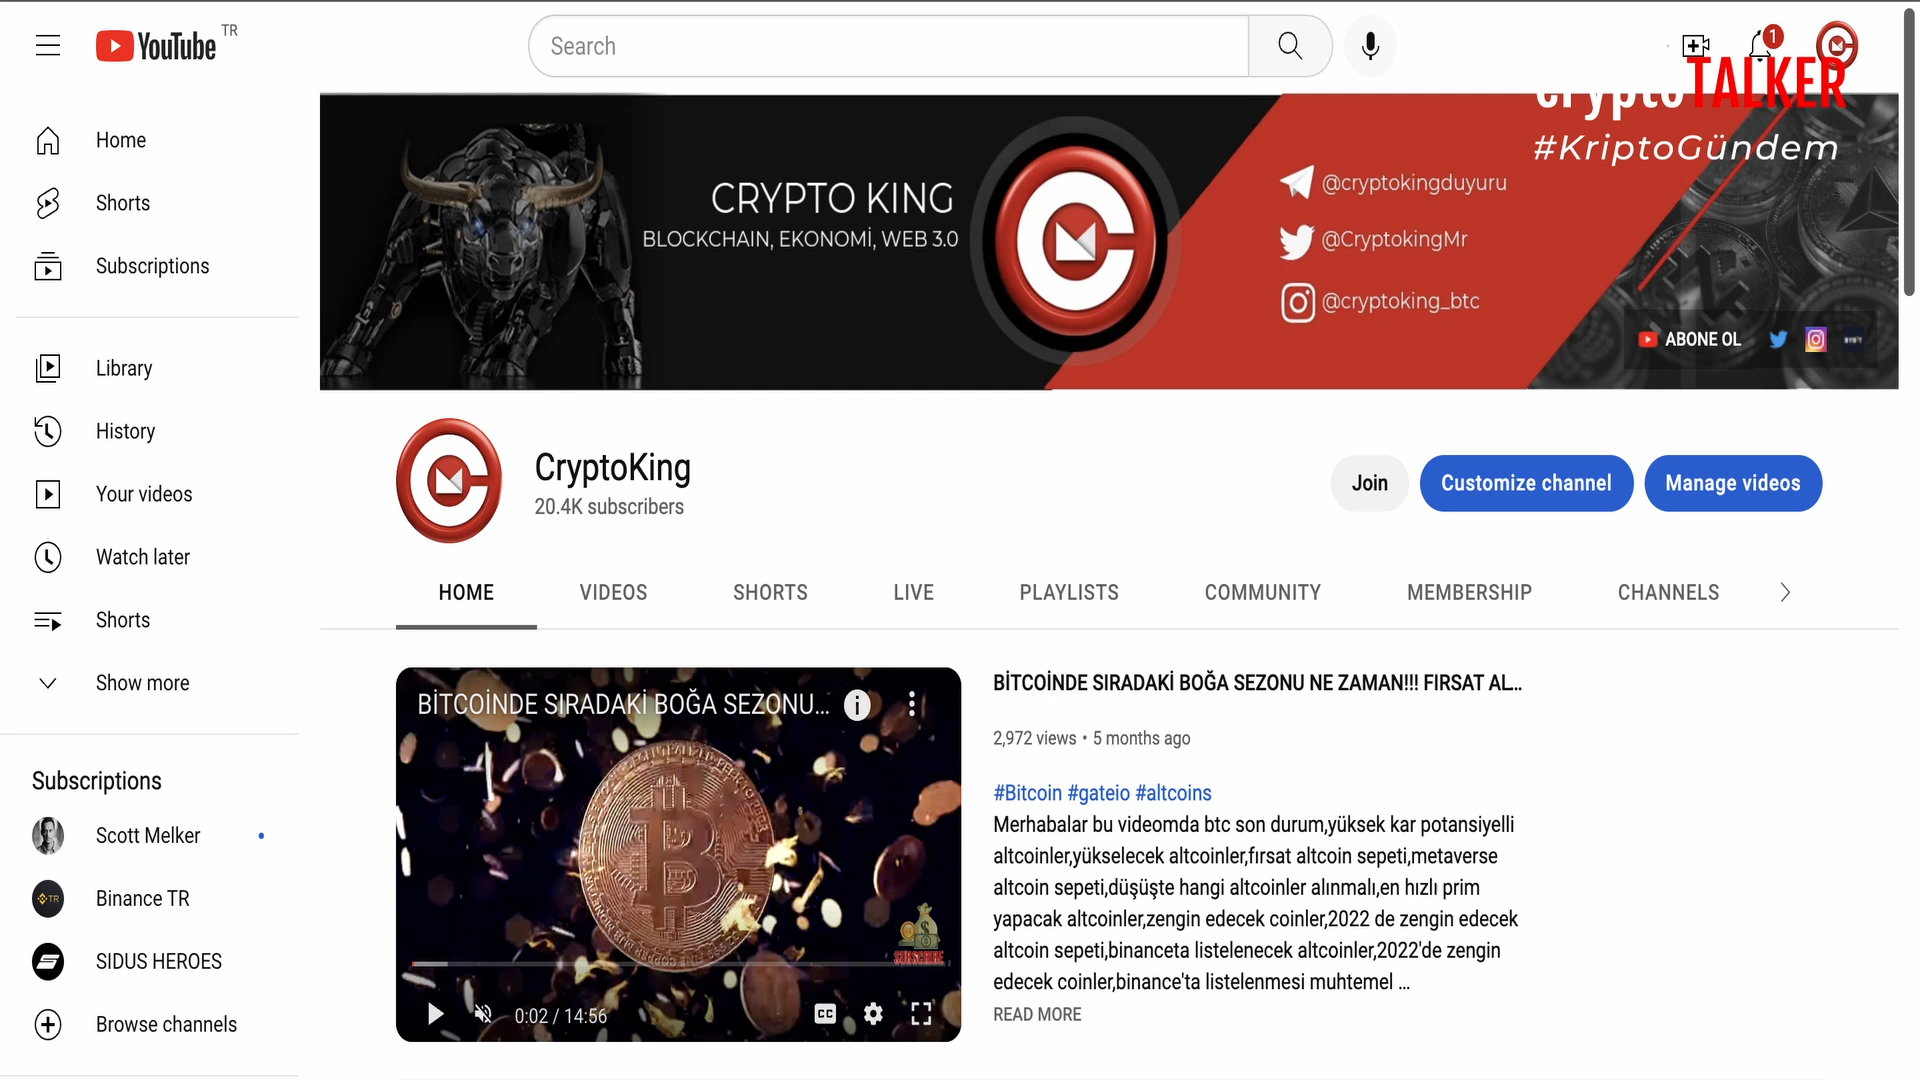 YouTube TR
Search
1
Home
Shorts
Subscriptions
Library
History
Your videos
Watch later
Shorts
Show more
Subscriptions
Scott Melker
Binance TR
SIDUS HEROES
Browse channels
cryptoTALKER
#KriptoGündem
CRYPTO KING
BLOCKCHAIN, EKONOMİ, WEB 3.0
@cryptokingduyuru
@CryptokingMr
@cryptoking_btc
ABONE OL
CryptoKing
20.4K subscribers
Join
Customize channel
Manage videos
HOME
VIDEOS
SHORTS
LIVE
PLAYLISTS
COMMUNITY
MEMBERSHIP
CHANNELS
BİTCOİNDE SIRADAKİ BOĞA SEZONU...
SUBSCRIBE
0:02 / 14:56
CC
BİTCOİNDE SIRADAKİ BOĞA SEZONU NE ZAMAN!!! FIRSAT AL...
2,972 views • 5 months ago
#Bitcoin #gateio #altcoins
Merhabalar bu videomda btc son durum,yüksek kar potansiyelli
altcoinler,yükselecek altcoinler,fırsat altcoin sepeti,metaverse
altcoin sepeti,düşüşte hangi altcoinler alınmalı,en hızlı prim
yapacak altcoinler,zengin edecek coinler,2022 de zengin edecek
altcoin sepeti,binanceta listelenecek altcoinler,2022'de zengin
edecek coinler,binance'ta listelenmesi muhtemel ...
READ MORE